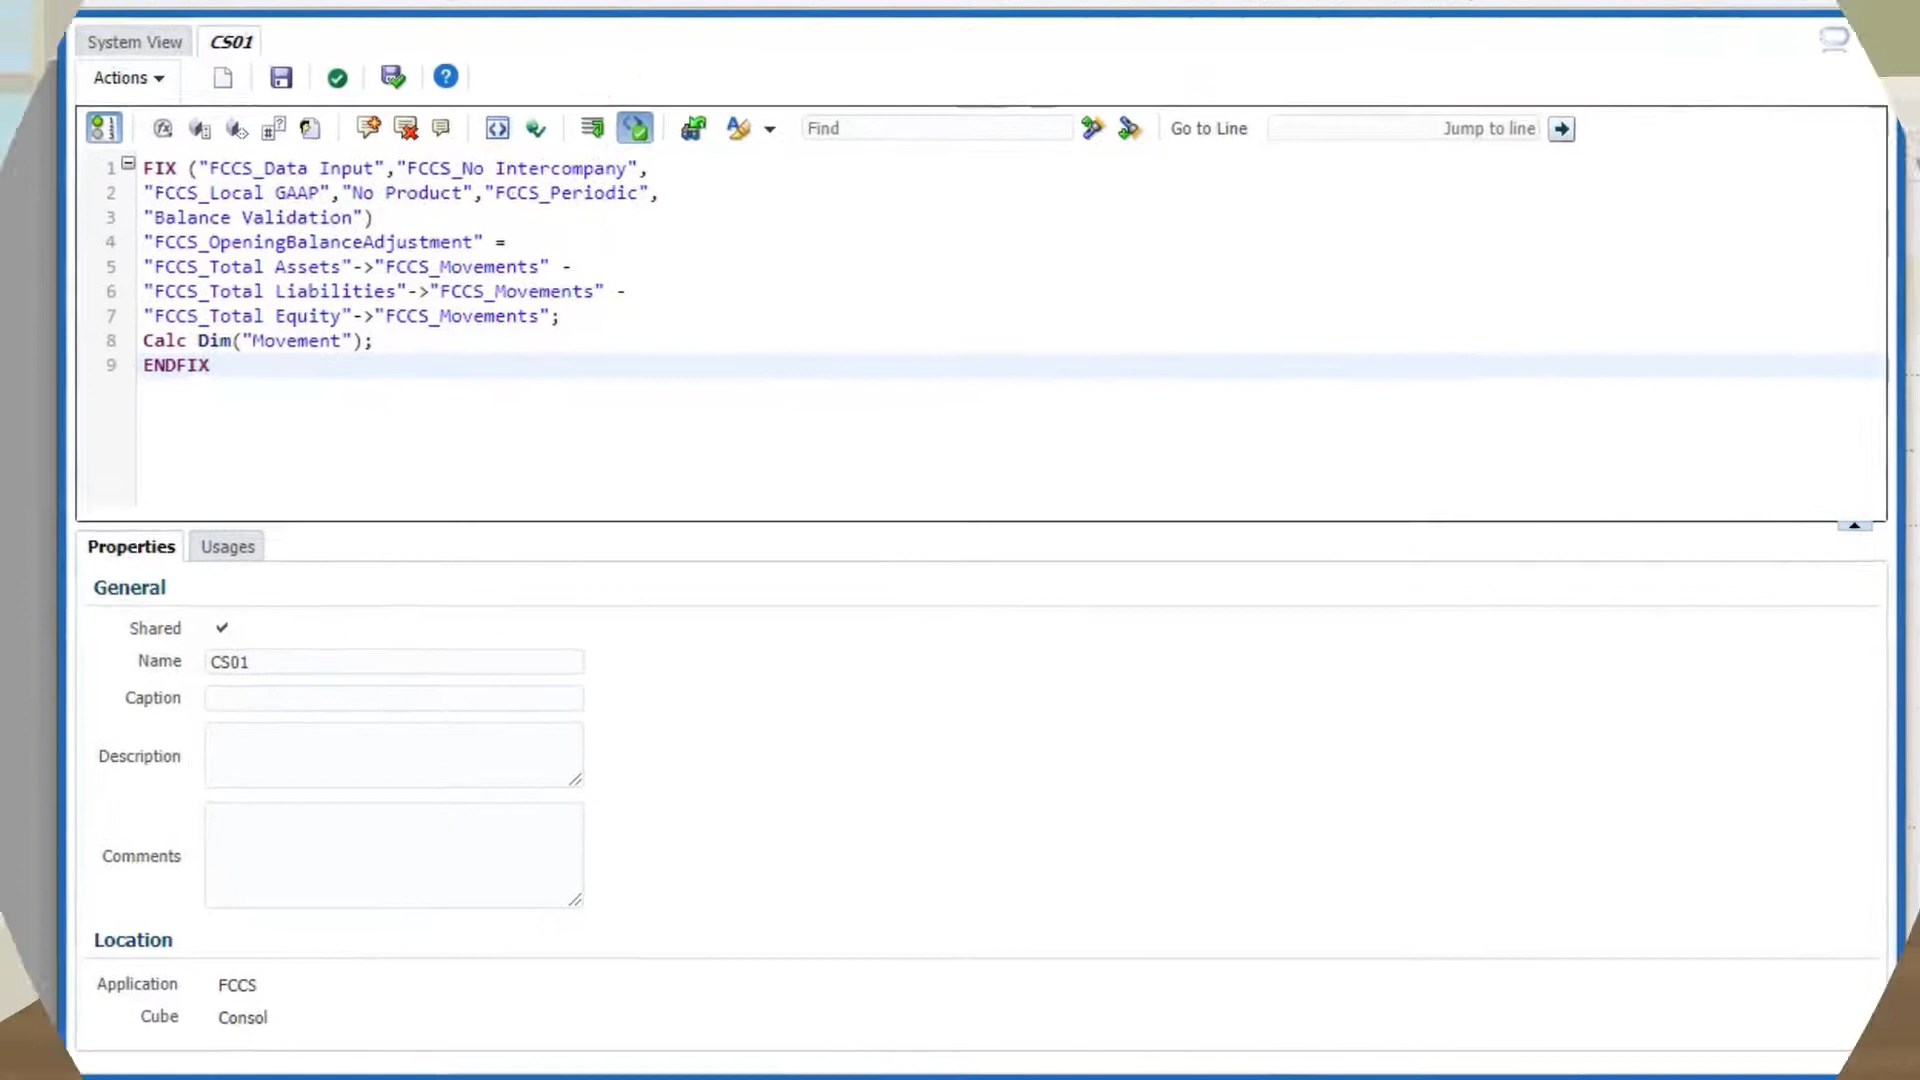 System View CS01
Actions
Find Go to Line Jump to line
1 FIX ("FCCS_Data Input","FCCS_No Intercompany",
2 "FCCS_Local GAAP","No Product","FCCS_Periodic",
3 "Balance Validation")
4 "FCCS_OpeningBalanceAdjustment" =
5 "FCCS_Total Assets"->"FCCS_Movements" -
6 "FCCS_Total Liabilities"->"FCCS_Movements" -
7 "FCCS_Total Equity"->"FCCS_Movements";
8 Calc Dim("Movement");
9 ENDFIX
Properties Usages
General
Shared
Name CS01
Caption
Description
Comments
Location
Application FCCS
Cube Consol